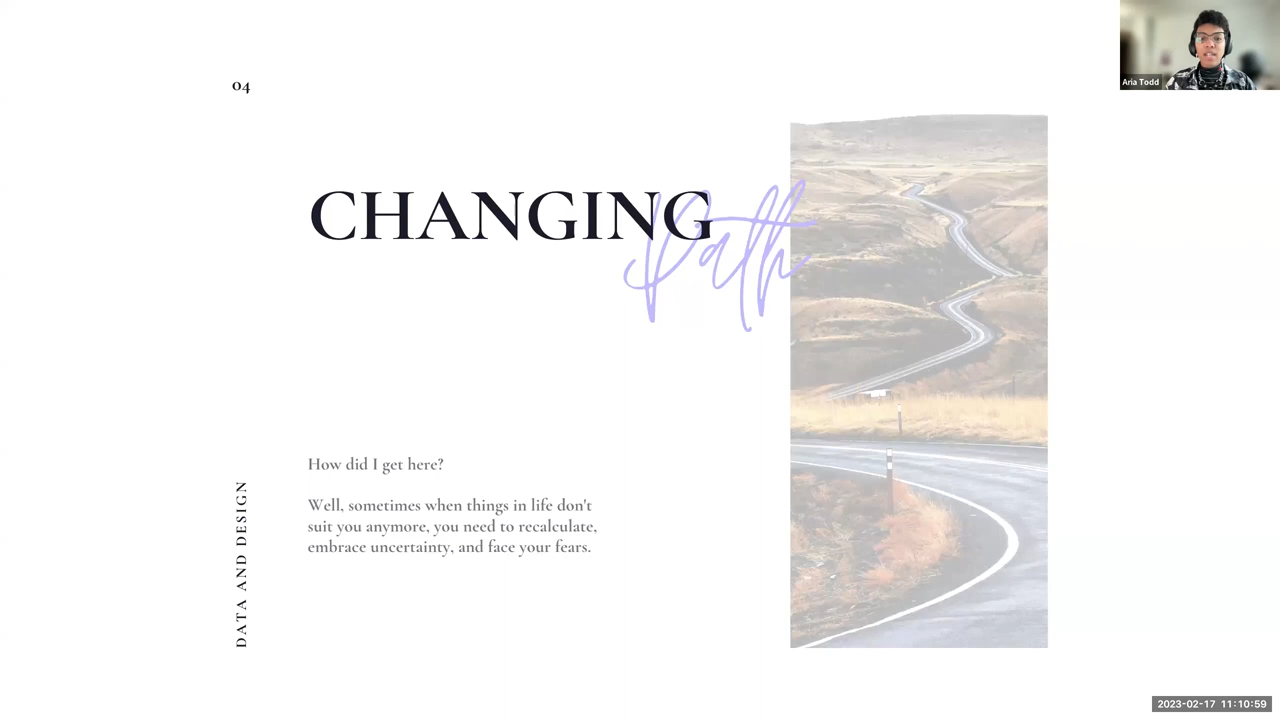 04
Aria Todd
CHANGING
Path
How did I get here?
Well, sometimes when things in life don't
suit you anymore, you need to recalculate,
embrace uncertainty, and face your fears.
DATA AND DESIGN
2023-02-17 11:10:59